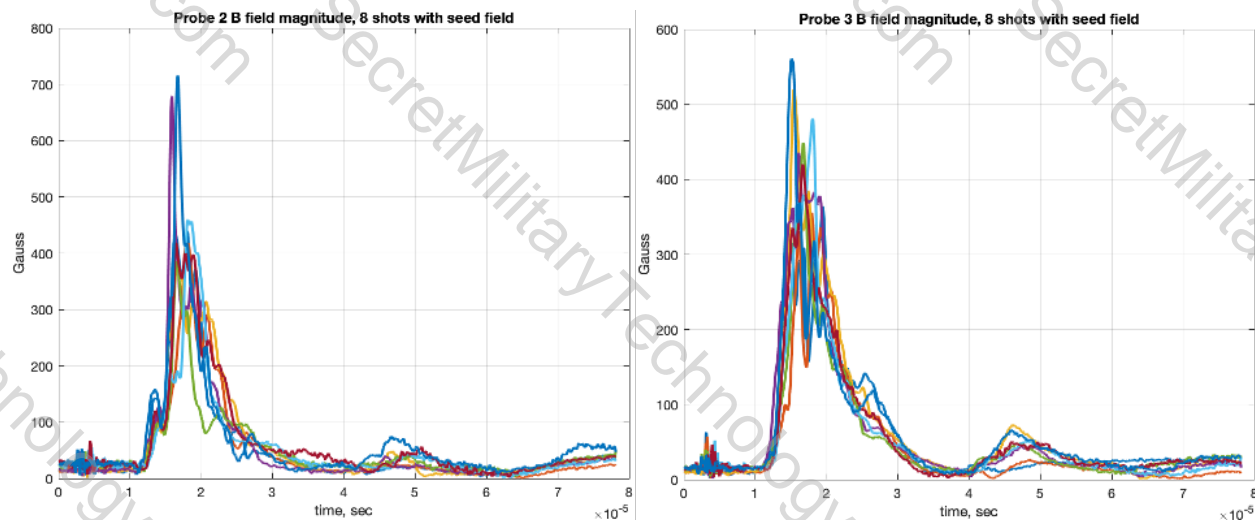 Probe 2 B field magnitude, 8 shots with seed field
800
700
600
500
400
300
200
100
0
Gauss
0 1 2 3 4 5 6 7 8
time, sec
×10⁻⁵
Probe 3 B field magnitude, 8 shots with seed field
600
500
400
300
200
100
0
Gauss
0 1 2 3 4 5 6 7 8
time, sec
×10⁻⁵
SecretMilitaryTechnology
.com
SecretMilita
hnology